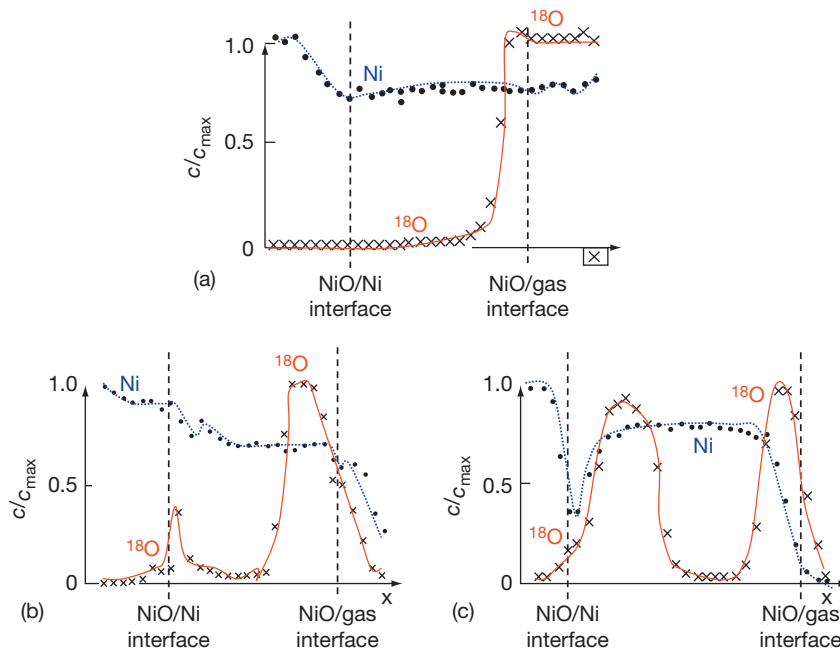 18O
1.0
Ni
c/cmax
0.5
18O
0
x
(a)
NiO/Ni
interface
NiO/gas
interface
18O
1.0
Ni
c/cmax
0.5
18O
0
x
(b)
NiO/Ni
interface
NiO/gas
interface
1.0
18O
Ni
c/cmax
0.5
18O
0
x
(c)
NiO/Ni
interface
NiO/gas
interface